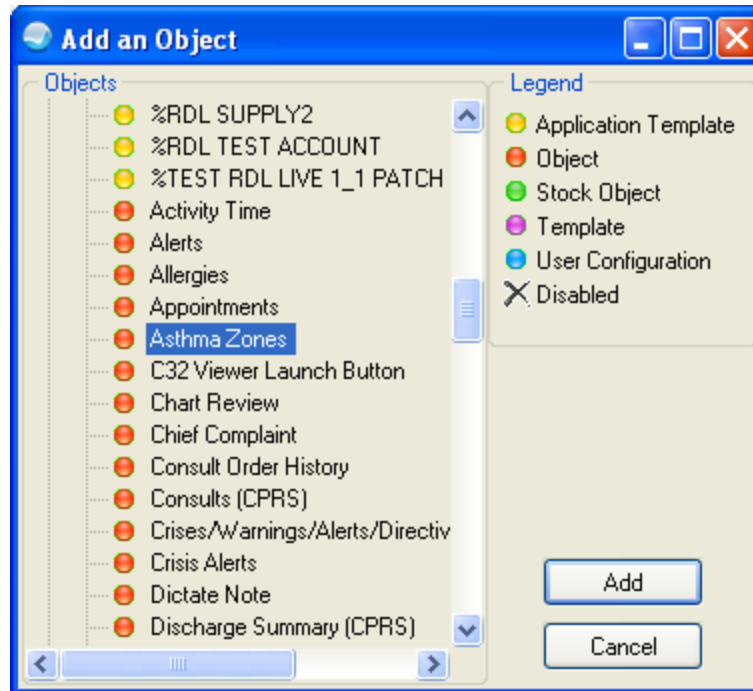 Add an Object
Objects
%RDL SUPPLY2
%RDL TEST ACCOUNT
%TEST RDL LIVE 1_1 PATCH
Activity Time
Alerts
Allergies
Appointments
Asthma Zones
C32 Viewer Launch Button
Chart Review
Chief Complaint
Consult Order History
Consults (CPRS)
Crises/Warnings/Alerts/Directiv
Crisis Alerts
Dictate Note
Discharge Summary (CPRS)
Legend
Application Template
Object
Stock Object
Template
User Configuration
Disabled
Add
Cancel